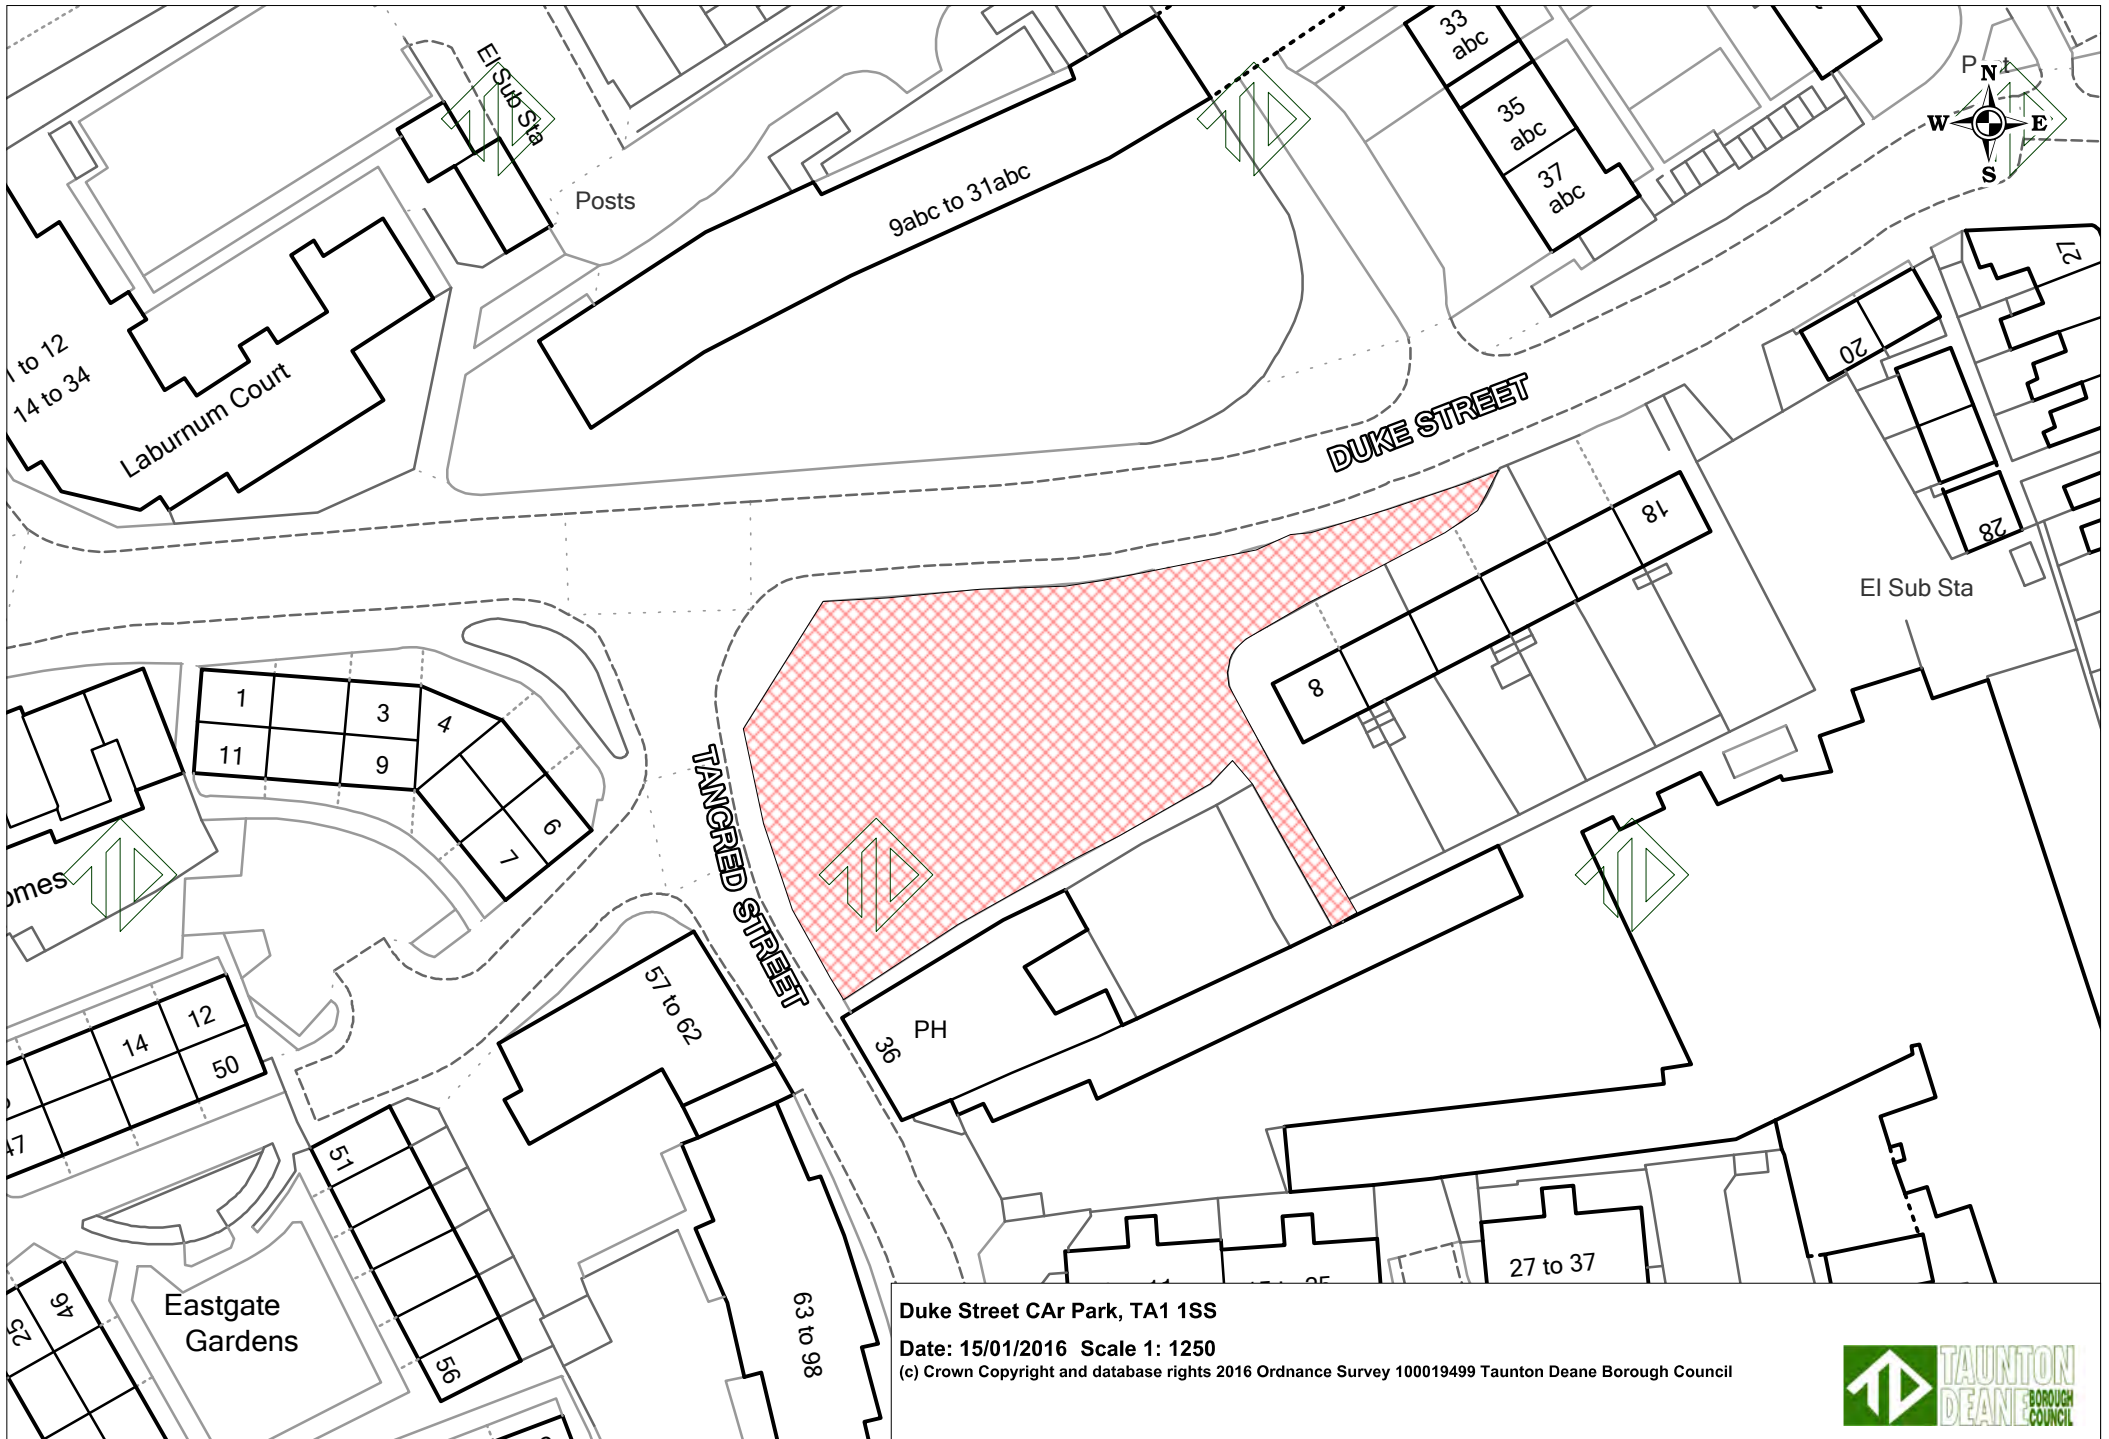 33
abc
35
abc
37
abc
El Sub Sta
Posts
9abc to 31abc
N
W
E
S
27
20
28
14 to 34
Laburnum Court
DUKE STREET
18
8
El Sub Sta
1
3
4
11
9
6
7
TANCRED STREET
57 to 62
36
PH
12
14
50
47
51
56
46
25
Eastgate
Gardens
63 to 98
27 to 37
Duke Street CAr Park, TA1 1SS
Date: 15/01/2016 Scale 1: 1250
(c) Crown Copyright and database rights 2016 Ordnance Survey 100019499 Taunton Deane Borough Council
TAUNTON
DEANE BOROUGH
COUNCIL